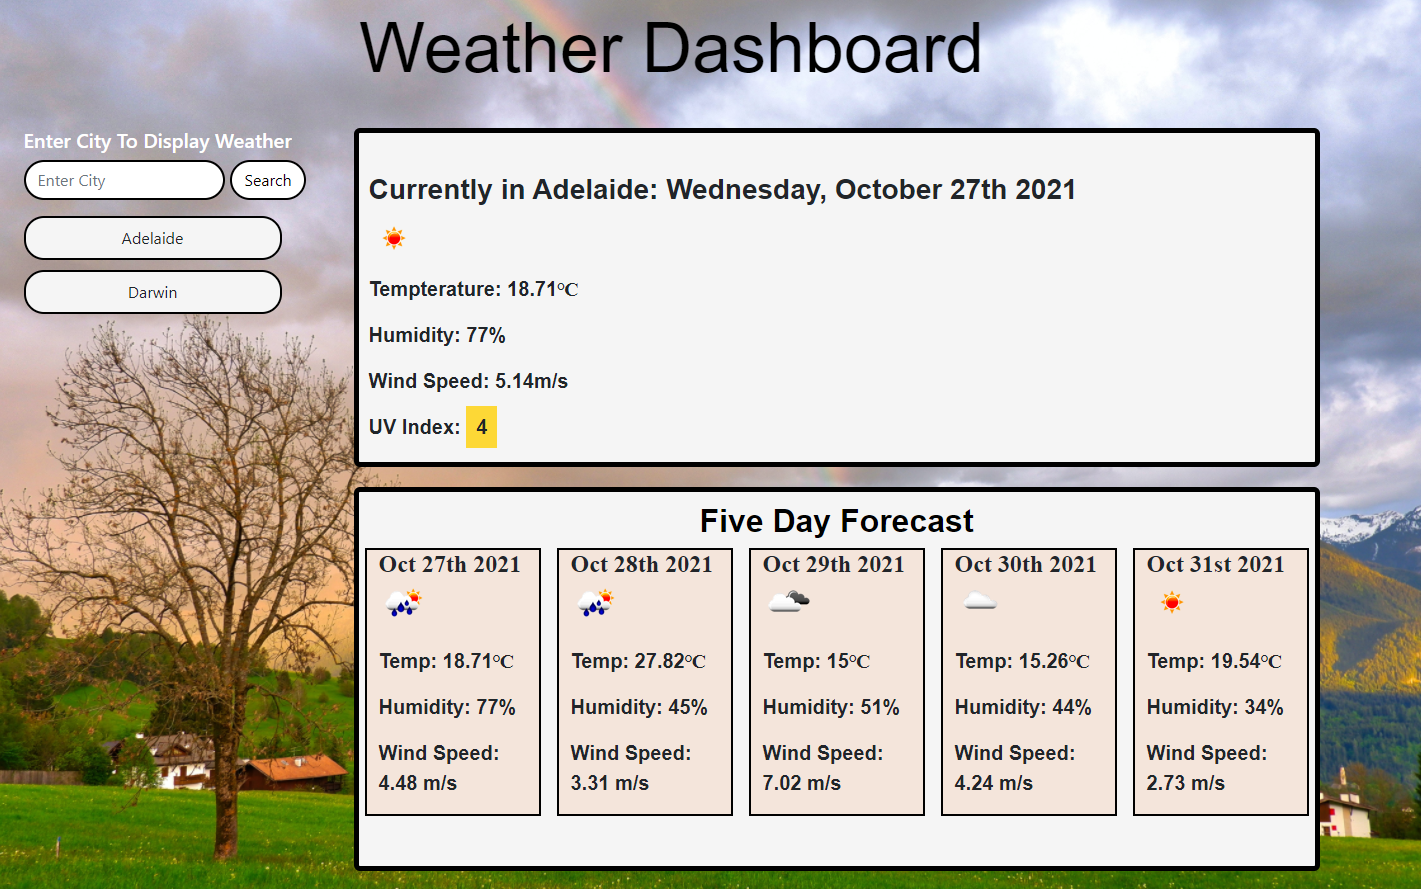 Weather Dashboard
Enter City To Display Weather
Enter City
Search
Adelaide
Darwin
Currently in Adelaide: Wednesday, October 27th 2021
Tempterature: 18.71℃
Humidity: 77%
Wind Speed: 5.14m/s
UV Index: 4
Five Day Forecast
Oct 27th 2021
Temp: 18.71℃
Humidity: 77%
Wind Speed:
4.48 m/s
Oct 28th 2021
Temp: 27.82℃
Humidity: 45%
Wind Speed:
3.31 m/s
Oct 29th 2021
Temp: 15℃
Humidity: 51%
Wind Speed:
7.02 m/s
Oct 30th 2021
Temp: 15.26℃
Humidity: 44%
Wind Speed:
4.24 m/s
Oct 31st 2021
Temp: 19.54℃
Humidity: 34%
Wind Speed:
2.73 m/s